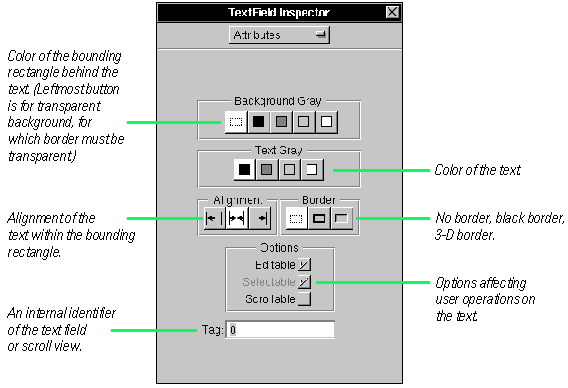 TextField Inspector
Attributes
Color of the bounding
rectangle behind the
text. (Leftmost button
is for transparent
background, for
which border must be
transparent.)
Background Gray
Text Gray
Color of the text
Alignment
Border
Alignment of the
text within the bounding
rectangle.
No border, black border,
3-D border.
Options
Editable
Selectable
Scrollable
Options affecting
user operations on
the text.
An internal identifier
of the text field
or scroll view.
Tag: 0